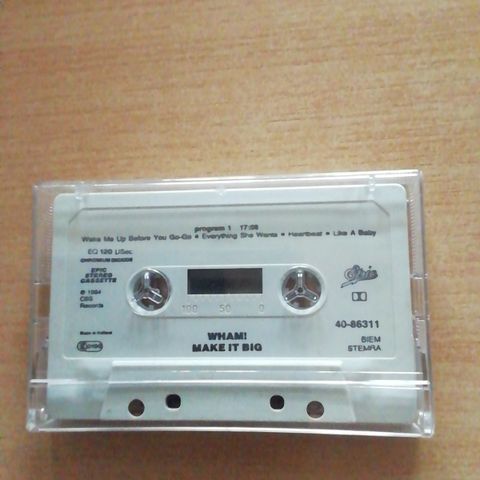 program 1 17:08
Wake Me Up Before You Go-Go • Everything She Wants • Heartbeat • Like A Baby
EQ 120 µSec
CHROMIUM DIOXIDE
EPIC
STEREO
CASSETTE
Epic
℗ 1984
CBS
Records
100 50 0
40-86311
Made in Holland
WHAM!
MAKE IT BIG
BIEM
STEMRA